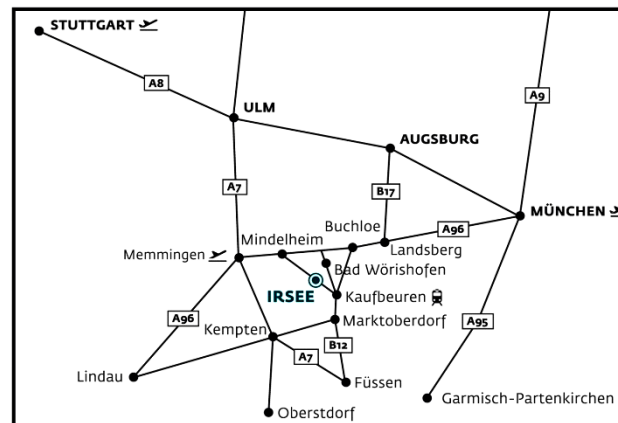 STUTTGART
A8
A9
ULM
AUGSBURG
A7
B17
MÜNCHEN
Buchloe
A96
Mindelheim
Landsberg
Memmingen
Bad Wörishofen
IRSEE
Kaufbeuren
A96
Marktoberdorf
A95
Kempten
B12
A7
Lindau
Füssen
Garmisch-Partenkirchen
Oberstdorf